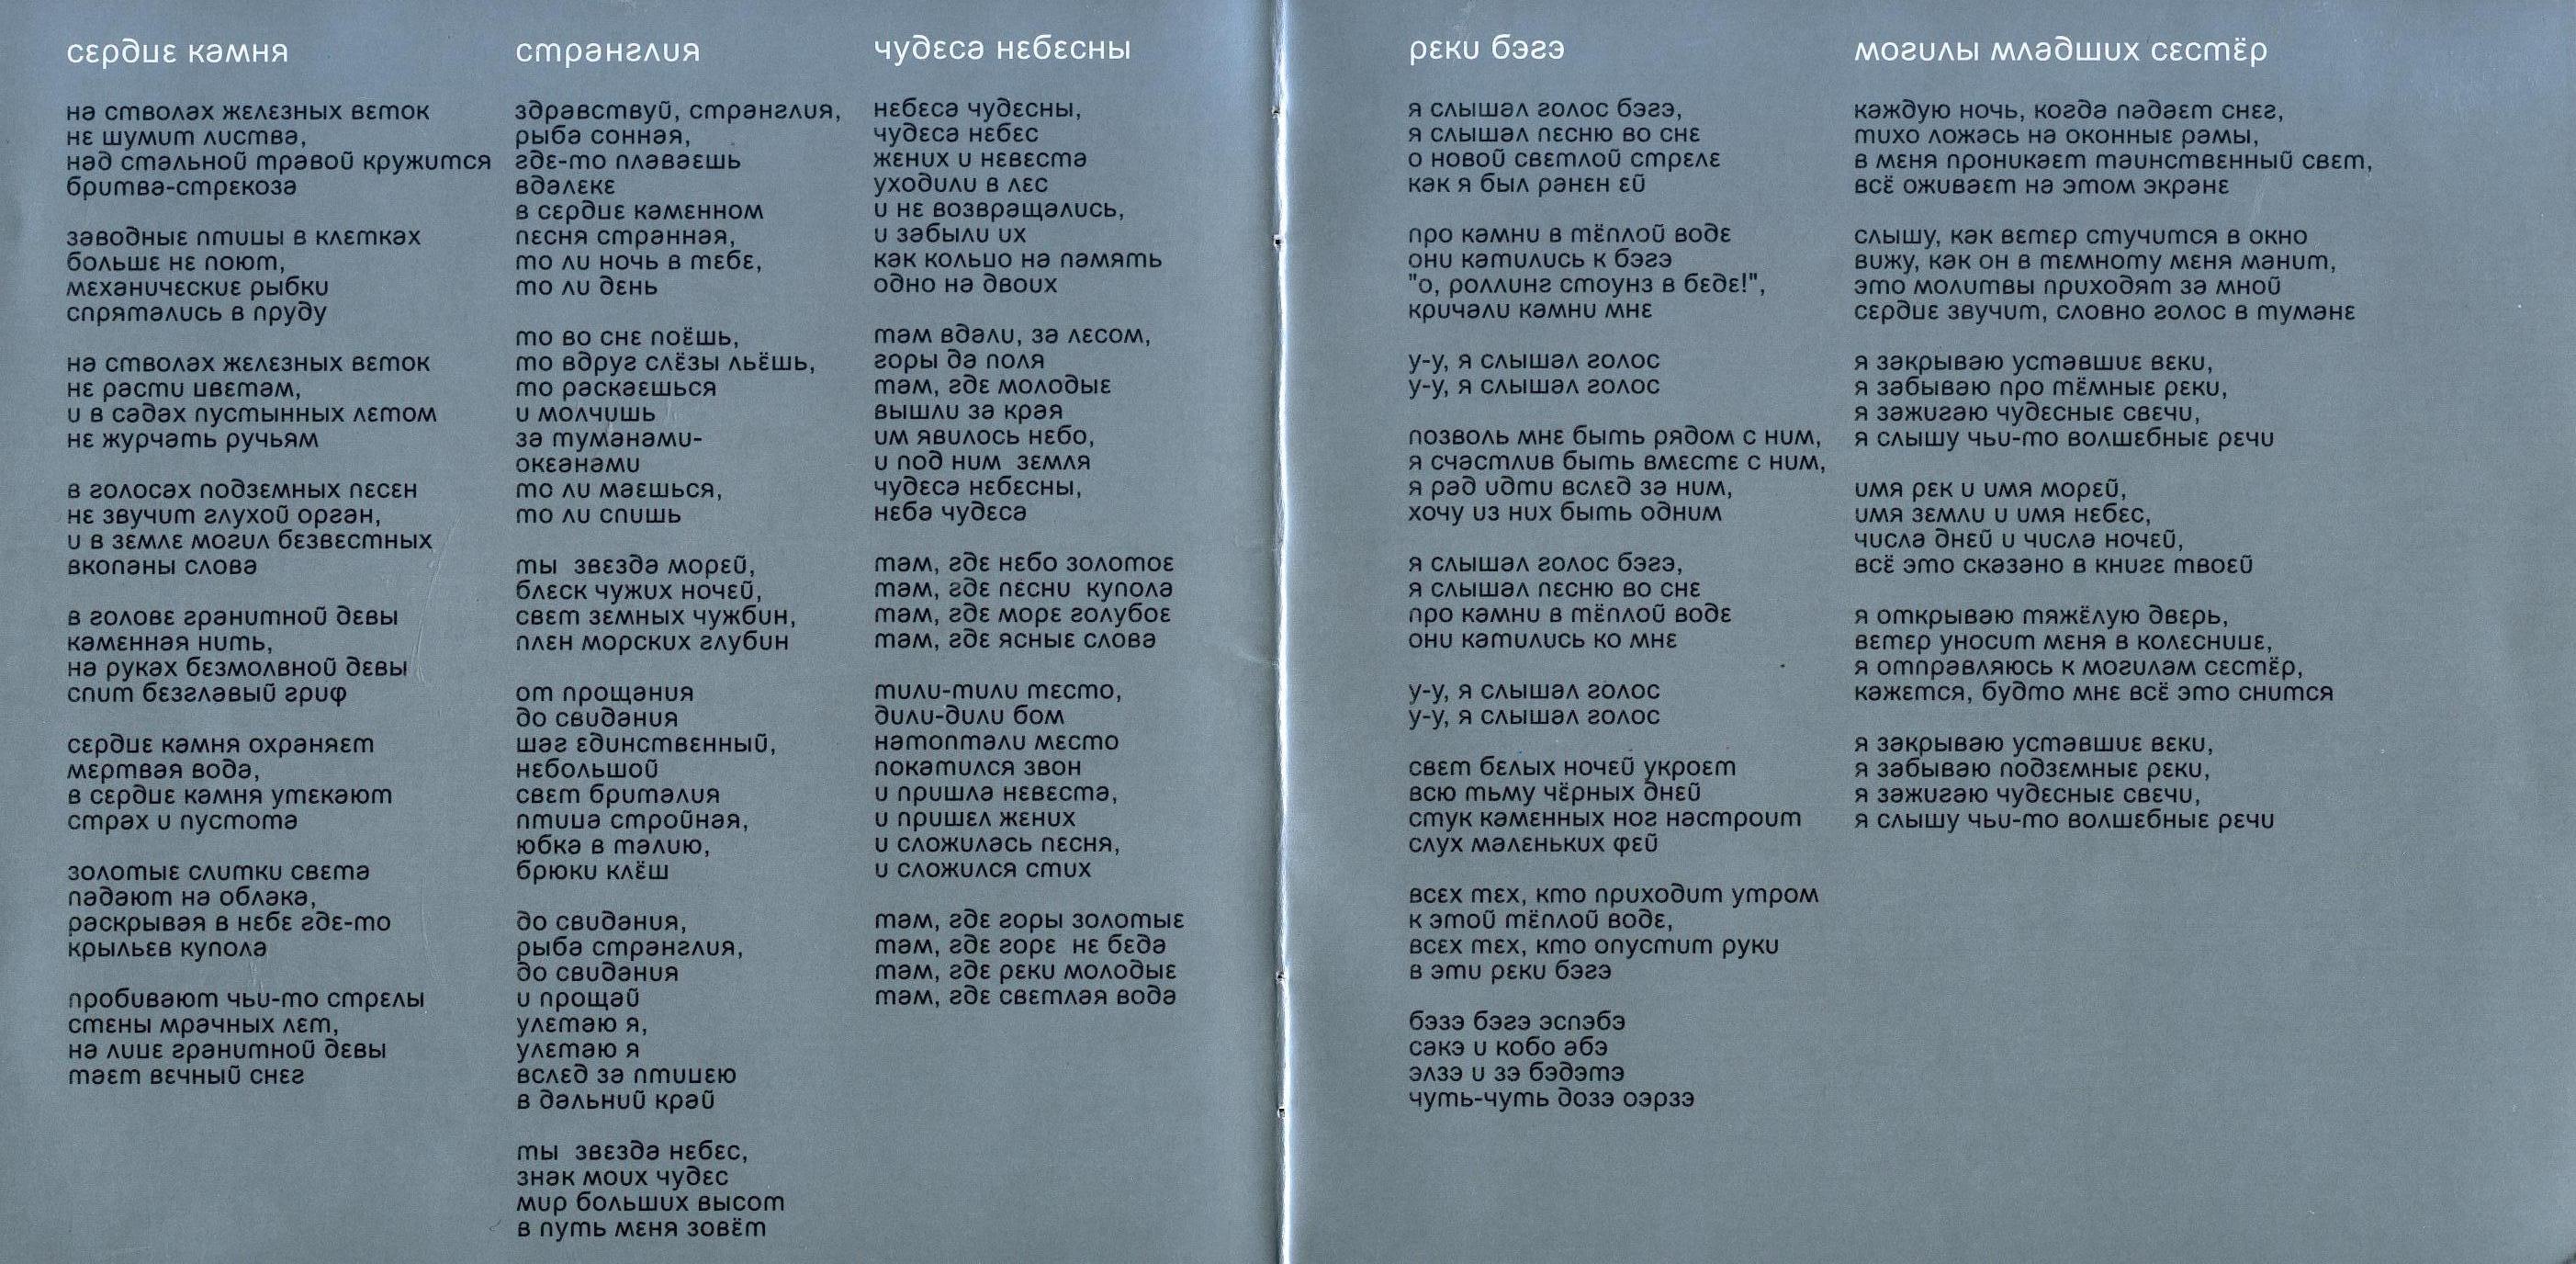 сердце камня
на стволах железных веток
не шумит листва,
над стальной травой кружится
бритва-стрекоза
заводные птицы в клетках
больше не поют,
механические рыбки
спрятались в пруду
на стволах железных веток
не расти цветам,
и в садах пустынных летом
не журчать ручьям
в голосах подземных песен
не звучит глухой орган,
и в земле могил безвестных
вкопаны слова
в голове гранитной девы
каменная нить,
на руках безмолвной девы
спит безглавый гриф
сердце камня охраняет
мертвая вода,
в сердце камня утекают
страх и пустота
золотые слитки света
падают на облака,
раскрывая в небе где-то
крыльев купола
пробивают чьи-то стрелы
стены мрачных лет,
на лице гранитной девы
тает вечный снег
странглия
здравствуй, странглия,
рыба сонная,
где-то плаваешь
вдалеке
в сердце каменном
песня странная,
то ли ночь в тебе,
то ли день
то во сне поёшь,
то вдруг слёзы льёшь,
то раскаешься
и молчишь
за туманами-
океанами
то ли маешься,
то ли спишь
ты звезда морей,
блеск чужих ночей,
свет земных чужбин,
плен морских глубин
от прощания
до свидания
шаг единственный,
небольшой
свет бриталия
птица стройная,
юбка в талию,
брюки клёш
до свидания,
рыба странглия,
до свидания
и прощай
улетаю я,
улетаю я
вслед за птицею
в дальний край
ты звезда небес,
знак моих чудес
мир больших высот
в путь меня зовёт
чудеса небесны
небеса чудесны,
чудеса небес
жених и невеста
уходили в лес
и не возвращались,
и забыли их
как кольцо на память
одно на двоих
там вдали, за лесом,
горы да поля
там, где молодые
вышли за края
им явилось небо,
и под ним земля
чудеса небесны,
неба чудеса
там, где небо золотое
там, где песни купола
там, где море голубое
там, где ясные слова
тили-тили тесто,
дили-дили бом
натоптали место
покатился звон
и пришла невеста,
и пришел жених
и сложилась песня,
и сложился стих
там, где горы золотые
там, где горе не беда
там, где реки молодые
там, где светлая вода
реки бэгэ
я слышал голос бэгэ,
я слышал песню во сне
о новой светлой стреле
как я был ранен ей
про камни в тёплой воде
они катились к бэгэ
"о, роллинг стоунз в беде!",
кричали камни мне
у-у, я слышал голос
у-у, я слышал голос
позволь мне быть рядом с ним,
я счастлив быть вместе с ним,
я рад идти вслед за ним,
хочу из них быть одним
я слышал голос бэгэ,
я слышал песню во сне
про камни в тёплой воде
они катились ко мне
у-у, я слышал голос
у-у, я слышал голос
свет белых ночей укроет
всю тьму чёрных дней
стук каменных ног настроит
слух маленьких фей
всех тех, кто приходит утром
к этой тёплой воде,
всех тех, кто опустит руки
в эти реки бэгэ
бэзэ бэгэ эспэбэ
сакэ и кобо абэ
элзэ и зэ бэдэтэ
чуть-чуть дозэ оэрзэ
могилы младших сестёр
каждую ночь, когда падает снег,
тихо ложась на оконные рамы,
в меня проникает таинственный свет,
всё оживает на этом экране
слышу, как ветер стучится в окно
вижу, как он в темноту меня манит,
это молитвы приходят за мной
сердце звучит, словно голос в тумане
я закрываю уставшие веки,
я забываю про тёмные реки,
я зажигаю чудесные свечи,
я слышу чьи-то волшебные речи
имя рек и имя морей,
имя земли и имя небес,
числа дней и числа ночей,
всё это сказано в книге твоей
я открываю тяжёлую дверь,
ветер уносит меня в колеснице,
я отправляюсь к могилам сестёр,
кажется, будто мне всё это снится
я закрываю уставшие веки,
я забываю подземные реки,
я зажигаю чудесные свечи,
я слышу чьи-то волшебные речи